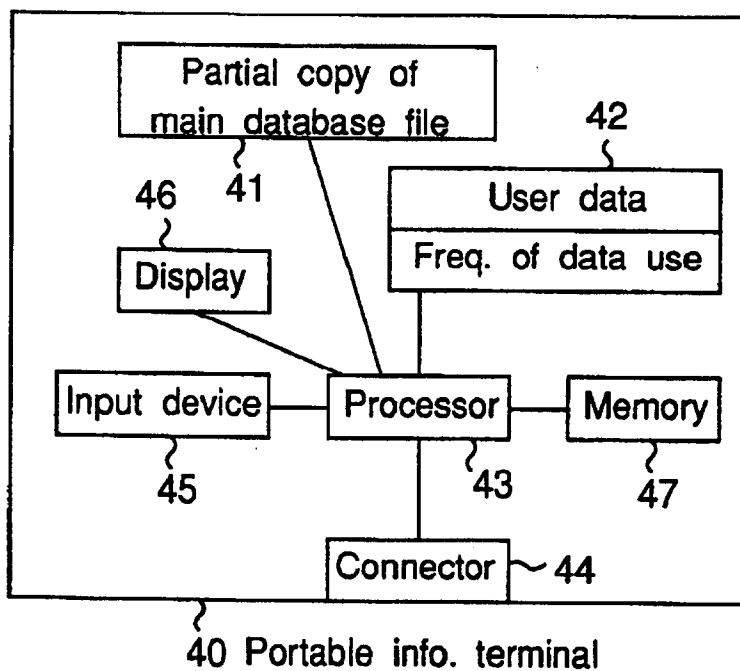 Partial copy of
main database file
41
42
User data
Freq. of data use
46
Display
Input device
45
Processor
43
Memory
47
Connector
44
40 Portable info. terminal